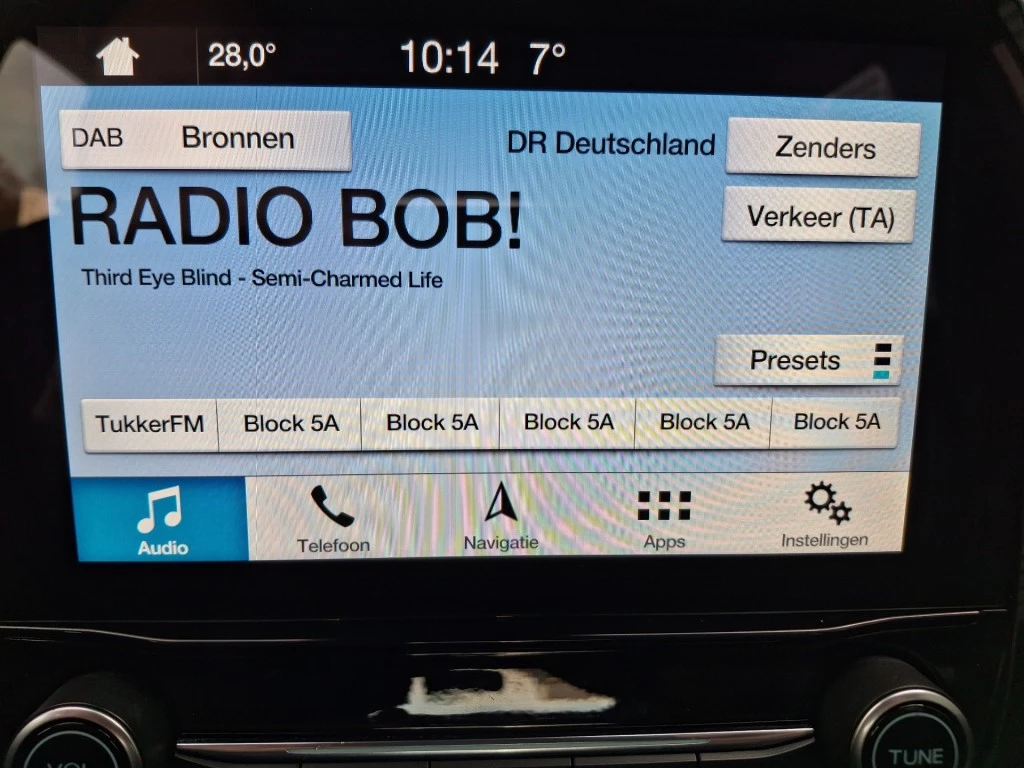 28,0° 10:14 7°
DAB Bronnen DR Deutschland Zenders
RADIO BOB! Verkeer (TA)
Third Eye Blind - Semi-Charmed Life
Presets
TukkerFM Block 5A Block 5A Block 5A Block 5A Block 5A
Audio Telefoon Navigatie Apps Instellingen
VOL TUNE